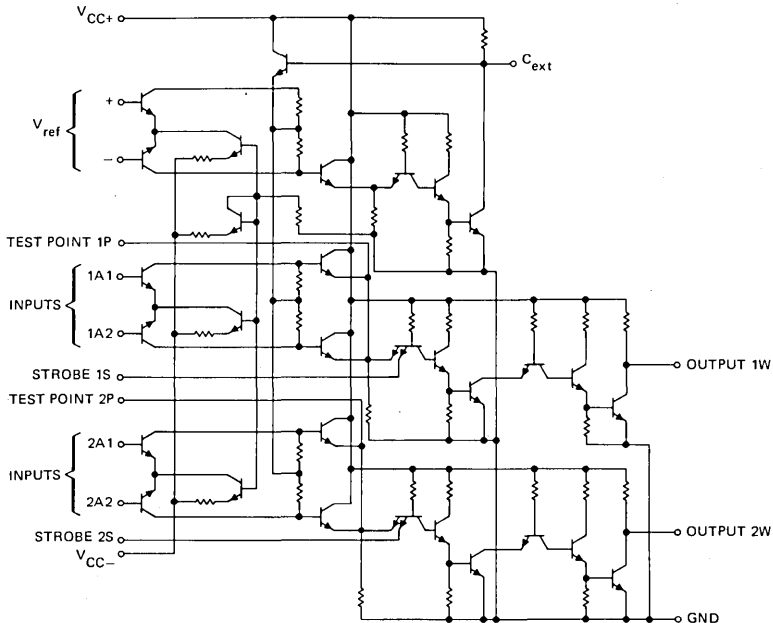 VCC+
Cext
+
Vref
−
TEST POINT 1P
1A1
INPUTS
1A2
OUTPUT 1W
STROBE 1S
TEST POINT 2P
2A1
INPUTS
2A2
OUTPUT 2W
STROBE 2S
VCC−
GND